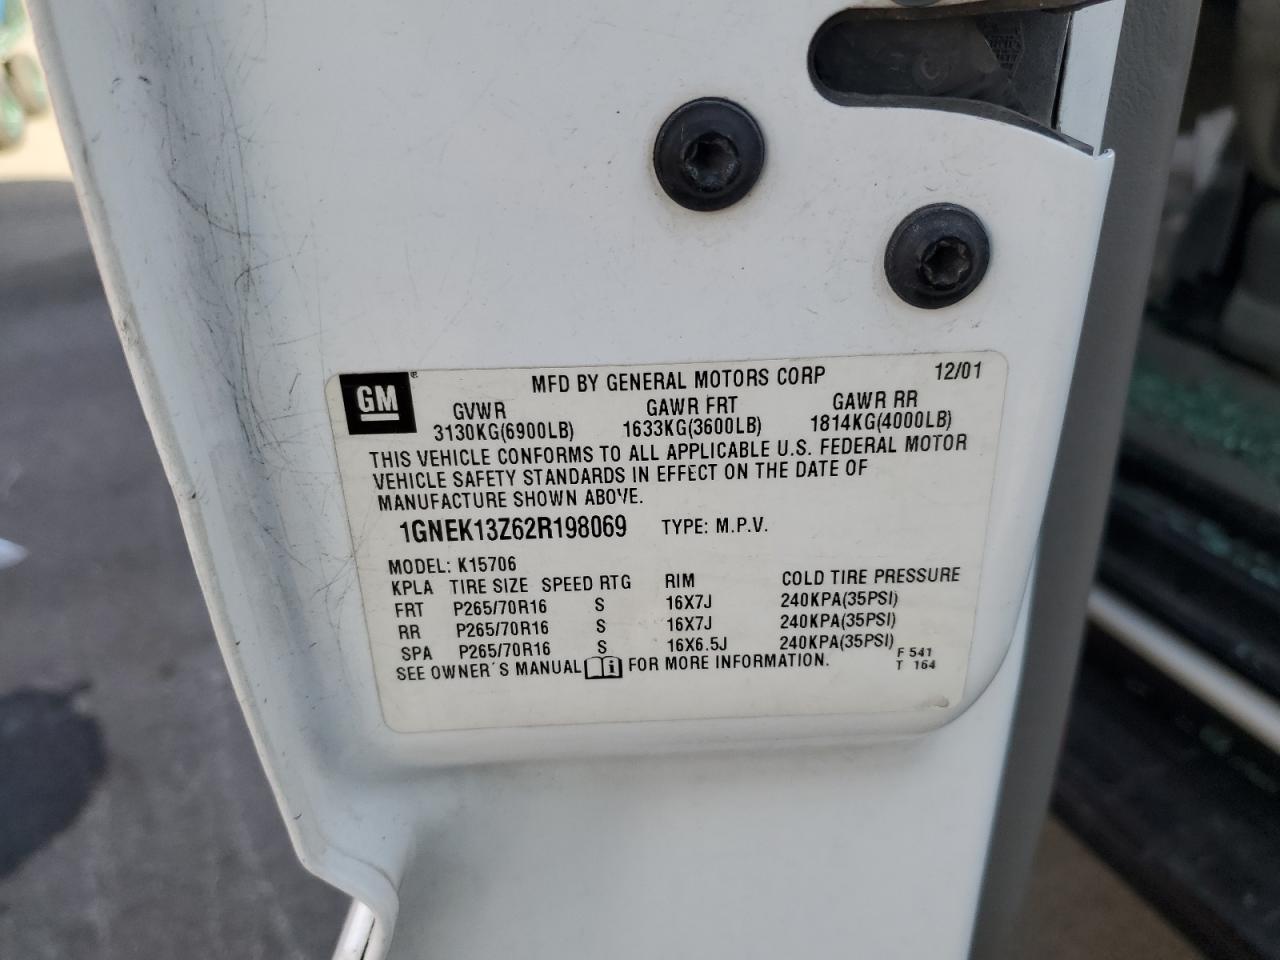 GM®
MFD BY GENERAL MOTORS CORP 12/01
GVWR GAWR FRT GAWR RR
3130KG(6900LB) 1633KG(3600LB) 1814KG(4000LB)
THIS VEHICLE CONFORMS TO ALL APPLICABLE U.S. FEDERAL MOTOR
VEHICLE SAFETY STANDARDS IN EFFECT ON THE DATE OF
MANUFACTURE SHOWN ABOVE.
1GNEK13Z62R198069 TYPE: M.P.V.
MODEL: K15706
KPLA TIRE SIZE SPEED RTG RIM COLD TIRE PRESSURE
FRT P265/70R16 S 16X7J 240KPA(35PSI)
RR P265/70R16 S 16X7J 240KPA(35PSI)
SPA P265/70R16 S 16X6.5J 240KPA(35PSI)
SEE OWNER'S MANUAL i FOR MORE INFORMATION.
F 541
T 164